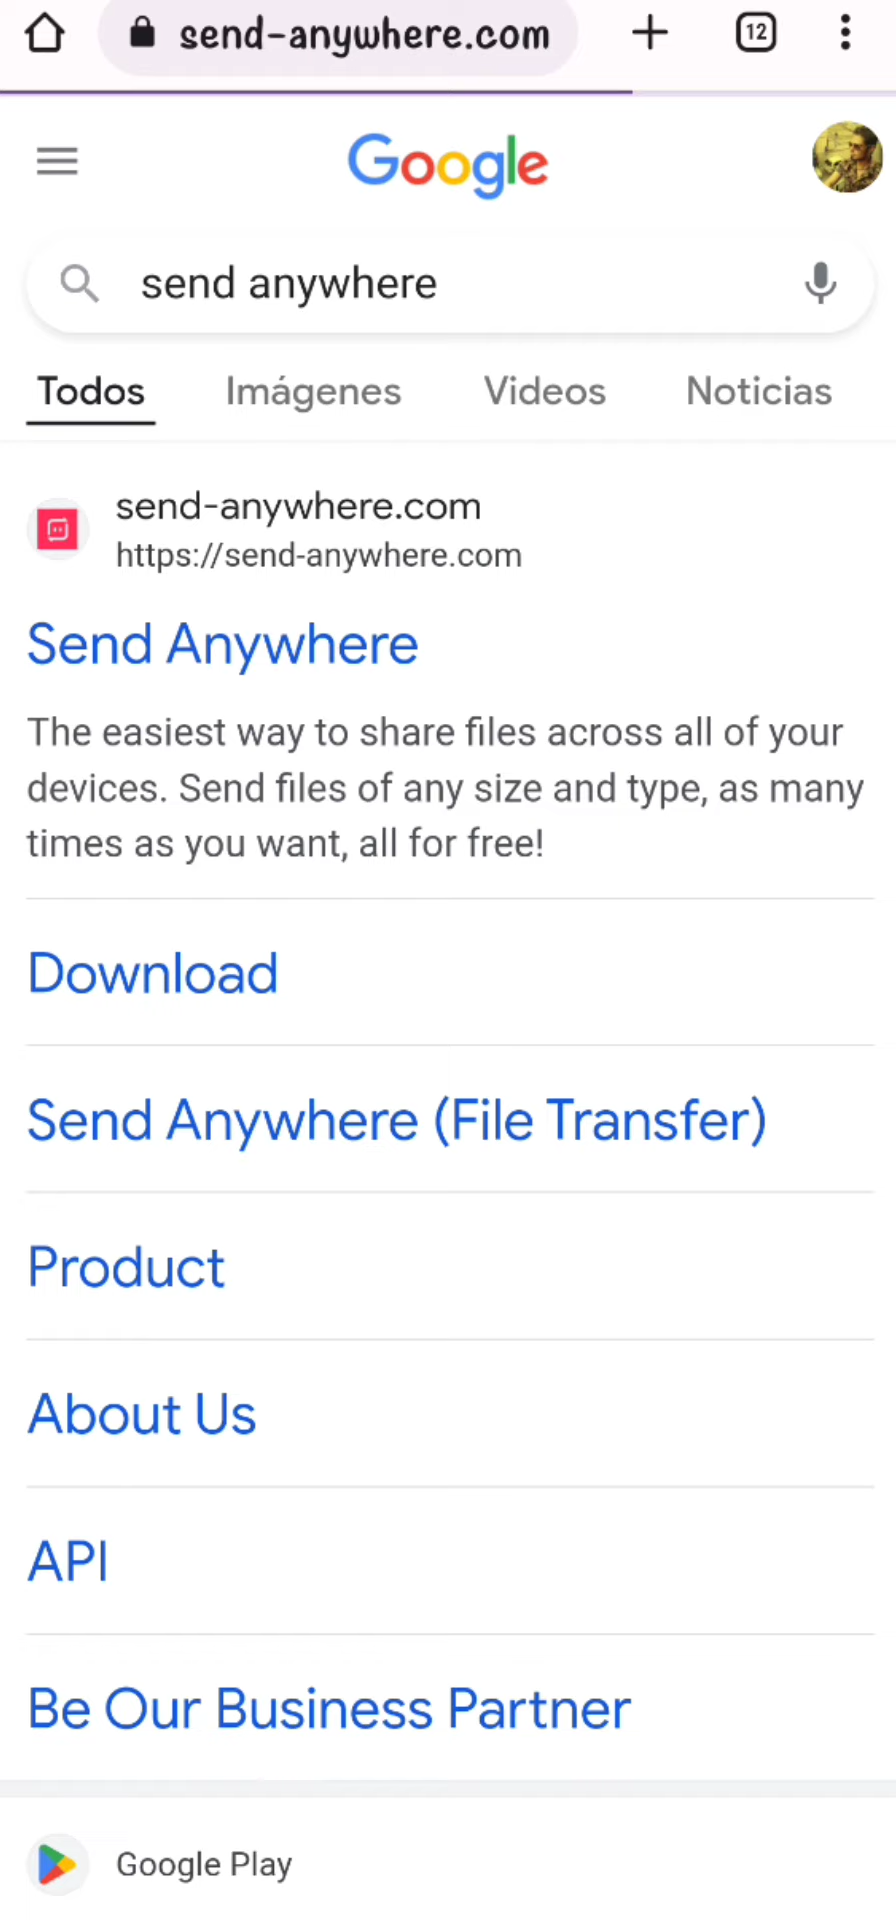 send-anywhere.com
12
Google
send anywhere
Todos Imágenes Videos Noticias
send-anywhere.com
https://send-anywhere.com
Send Anywhere
The easiest way to share files across all of your
devices. Send files of any size and type, as many
times as you want, all for free!
Download
Send Anywhere (File Transfer)
Product
About Us
API
Be Our Business Partner
Google Play